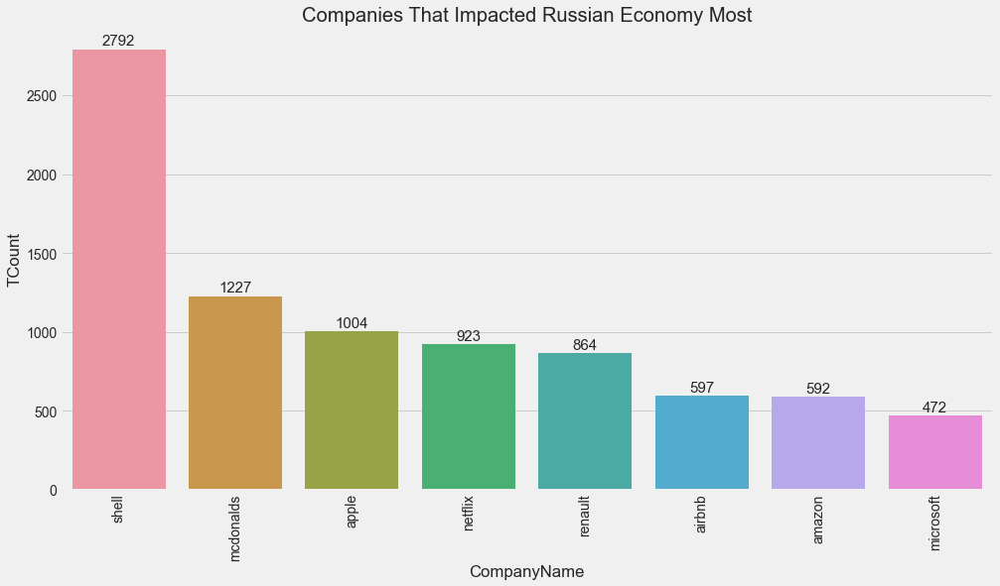 Companies That Impacted Russian Economy Most
2792
1227
1004
923
864
597
592
472
TCount
2500
2000
1500
1000
500
0
shell
mcdonalds
apple
netflix
renault
airbnb
amazon
microsoft
CompanyName